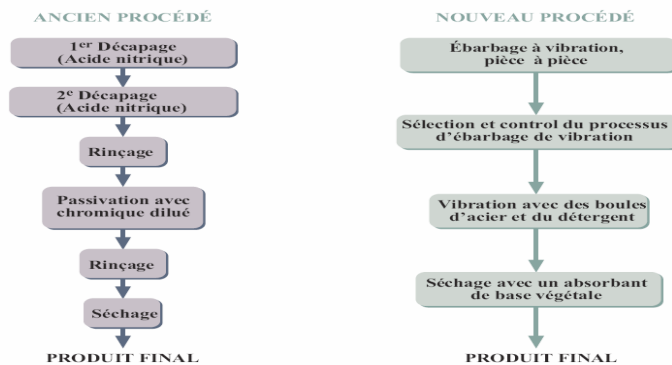 ANCIEN PROCÉDÉ
1er Décapage
(Acide nitrique)
2e Décapage
(Acide nitrique)
Rinçage
Passivation avec
chromique dilué
Rinçage
Séchage
PRODUIT FINAL
NOUVEAU PROCÉDÉ
Ébarbage à vibration,
pièce à pièce
Sélection et control du processus
d'ébarbage de vibration
Vibration avec des boules
d'acier et du détergent
Séchage avec un absorbant
de base végétale
PRODUIT FINAL